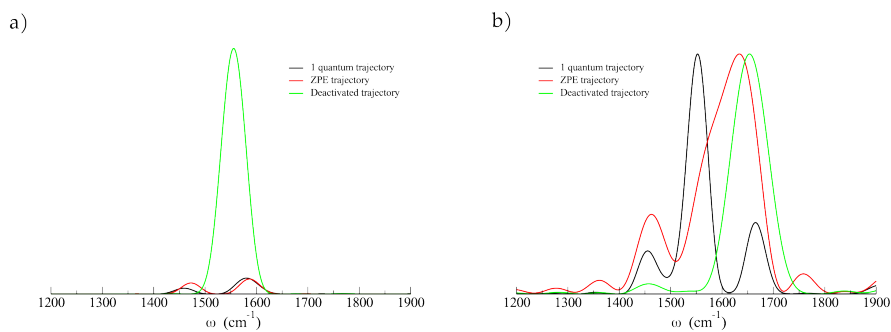 a)
1 quantum trajectory
ZPE trajectory
Deactivated trajectory
1200 1300 1400 1500 1600 1700 1800 1900
ω (cm⁻¹)
b)
1 quantum trajectory
ZPE trajectory
Deactivated trajectory
1200 1300 1400 1500 1600 1700 1800 1900
ω (cm⁻¹)